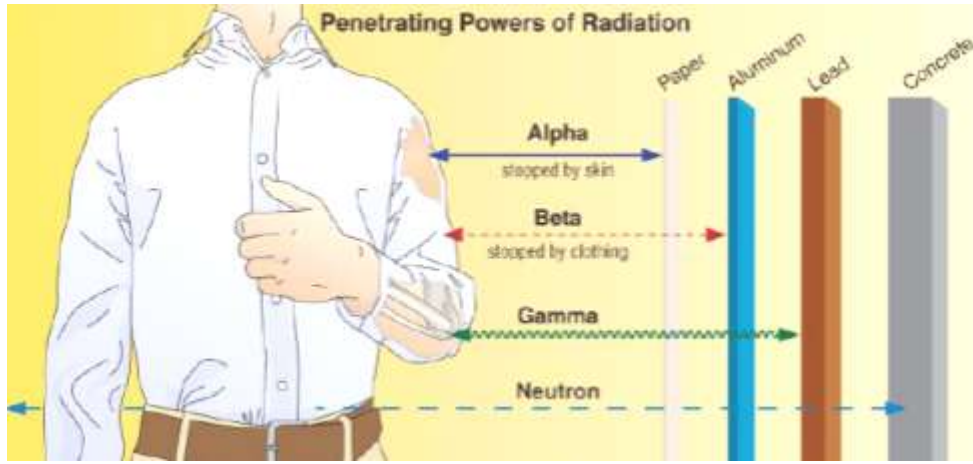 Penetrating Powers of Radiation
Paper
Aluminum
Lead
Concrete
Alpha
stopped by skin
Beta
stopped by clothing
Gamma
Neutron